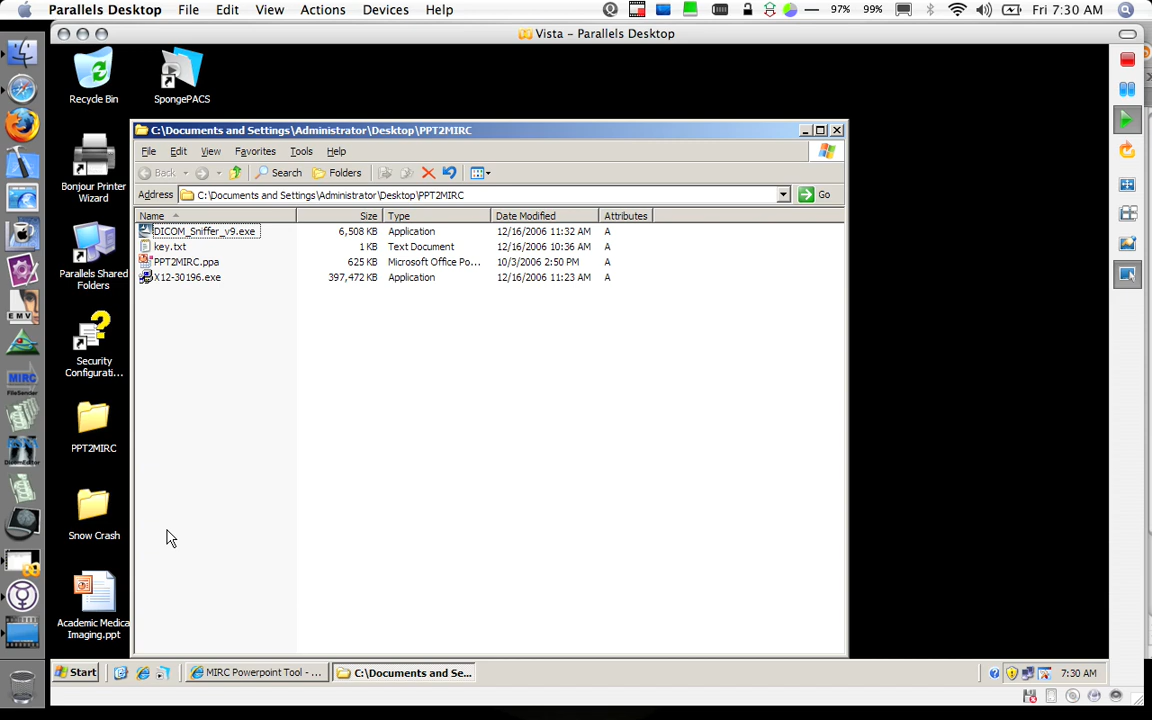 Parallels Desktop File Edit View Actions Devices Help 97% 99% Fri 7:30 AM
Vista – Parallels Desktop
Recycle Bin
SpongePACS
C:\Documents and Settings\Administrator\Desktop\PPT2MIRC
File Edit View Favorites Tools Help
Back Search Folders
Address C:\Documents and Settings\Administrator\Desktop\PPT2MIRC Go
Name Size Type Date Modified Attributes
DICOM_Sniffer_v9.exe 6,508 KB Application 12/16/2006 11:32 AM A
key.txt 1 KB Text Document 12/16/2006 10:36 AM A
PPT2MIRC.ppa 625 KB Microsoft Office Po... 10/3/2006 2:50 PM A
X12-30196.exe 397,472 KB Application 12/16/2006 11:23 AM A
Bonjour Printer
Wizard
Parallels Shared
Folders
EMV
Security
Configurati...
MIRC
FileSender
PPT2MIRC
DicomEditor
Snow Crash
Academic Medica
Imaging.ppt
Start MIRC Powerpoint Tool - ... C:\Documents and Se... 7:30 AM